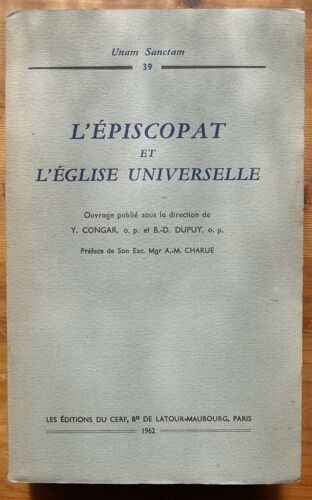 Unam Sanctam
39
L'ÉPISCOPAT
ET
L'ÉGLISE UNIVERSELLE
Ouvrage publié sous la direction de
Y. CONGAR, o. p. et B.-D. DUPUY, o. p.
Préface de Son Exc. Mgr A.-M. CHARUE
LES ÉDITIONS DU CERF, Bᴰ DE LATOUR-MAUBOURG, PARIS
1962